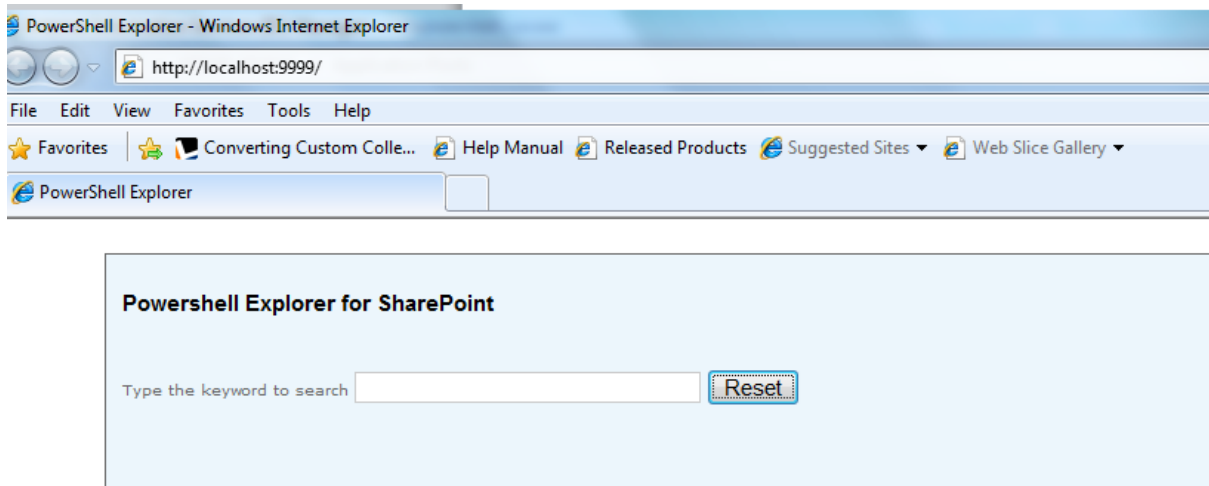 PowerShell Explorer - Windows Internet Explorer
http://localhost:9999/
File Edit View Favorites Tools Help
Favorites Converting Custom Colle... Help Manual Released Products Suggested Sites Web Slice Gallery
PowerShell Explorer
Powershell Explorer for SharePoint
Type the keyword to search Reset